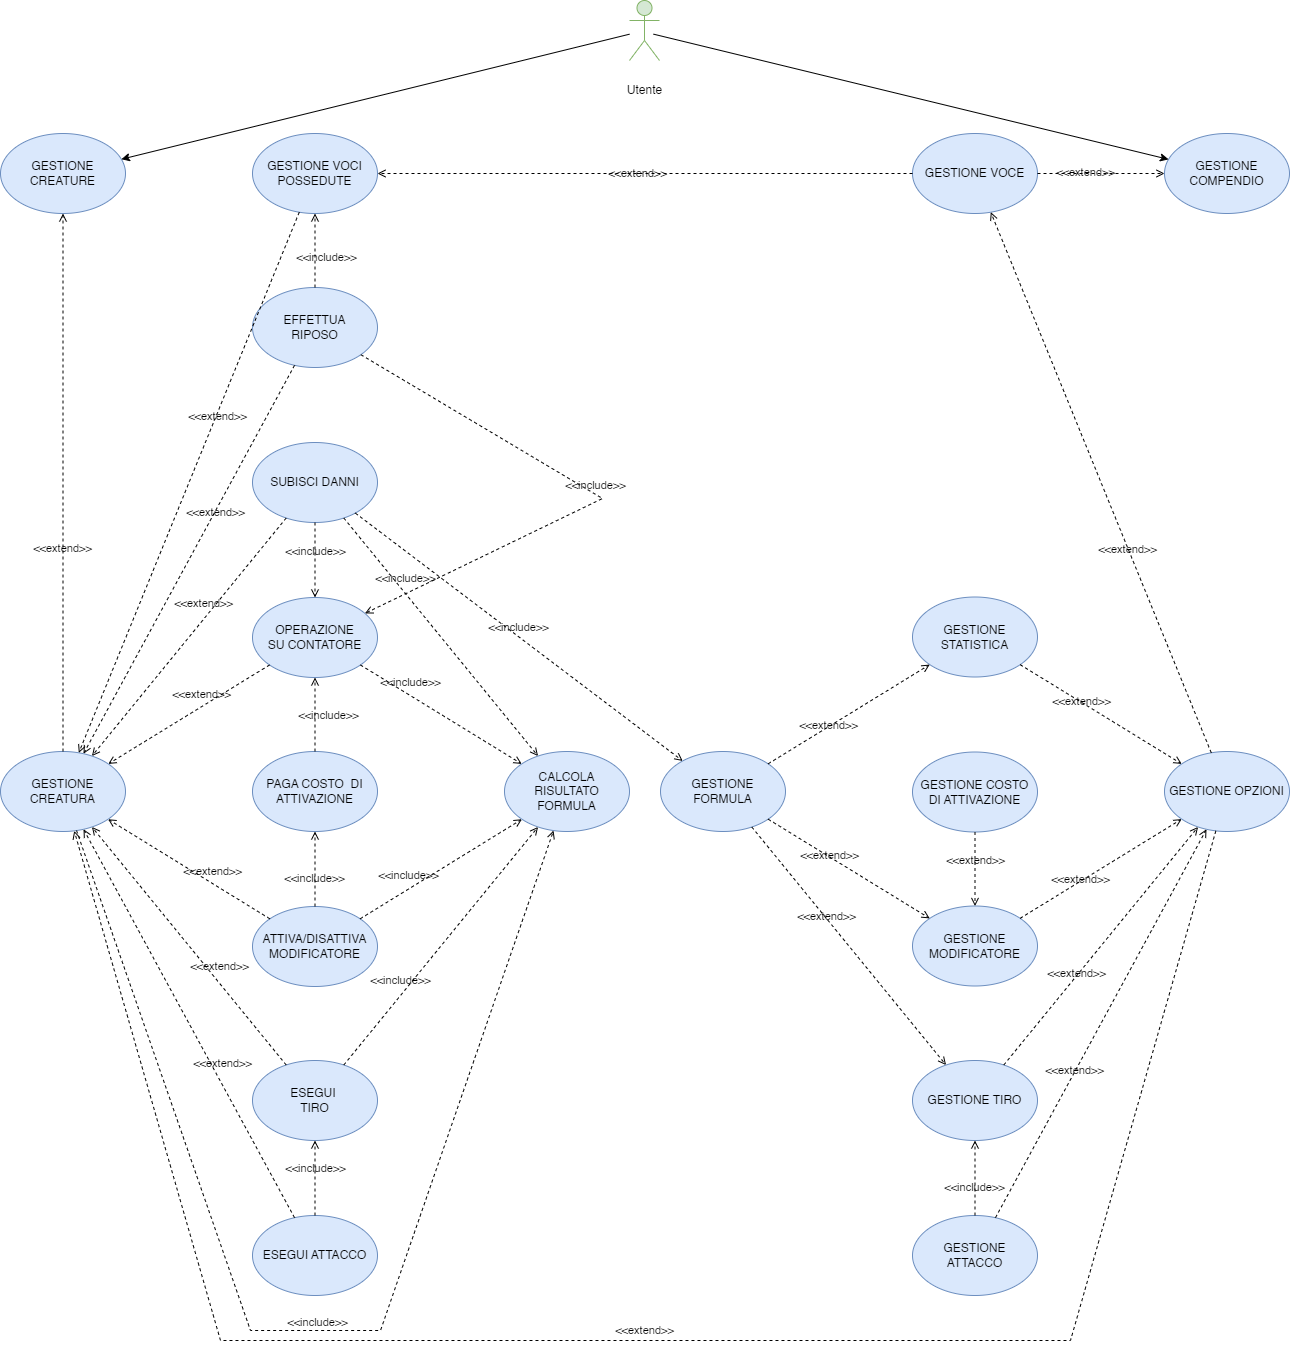 Utente
GESTIONE
CREATURE
GESTIONE VOCI
POSSEDUTE
<<extend>>
GESTIONE VOCE
<<extend>>
GESTIONE
COMPENDIO
<<include>>
EFFETTUA
RIPOSO
<<extend>>
SUBISCI DANNI
<<include>>
<<extend>>
<<extend>>
<<include>>
<<extend>>
<<include>>
<<extend>>
<<include>>
OPERAZIONE
SU CONTATORE
GESTIONE
STATISTICA
<<extend>>
<<include>>
<<extend>>
<<include>>
<<extend>>
GESTIONE
CREATURA
PAGA COSTO DI
ATTIVAZIONE
CALCOLA
RISULTATO
FORMULA
GESTIONE
FORMULA
GESTIONE COSTO
DI ATTIVAZIONE
GESTIONE OPZIONI
<<extend>>
<<extend>>
<<extend>>
<<include>>
<<include>>
<<extend>>
<<extend>>
ATTIVA/DISATTIVA
MODIFICATORE
GESTIONE
MODIFICATORE
<<extend>>
<<include>>
<<extend>>
<<extend>>
<<extend>>
ESEGUI
TIRO
GESTIONE TIRO
<<include>>
<<include>>
ESEGUI ATTACCO
GESTIONE
ATTACCO
<<include>>
<<extend>>